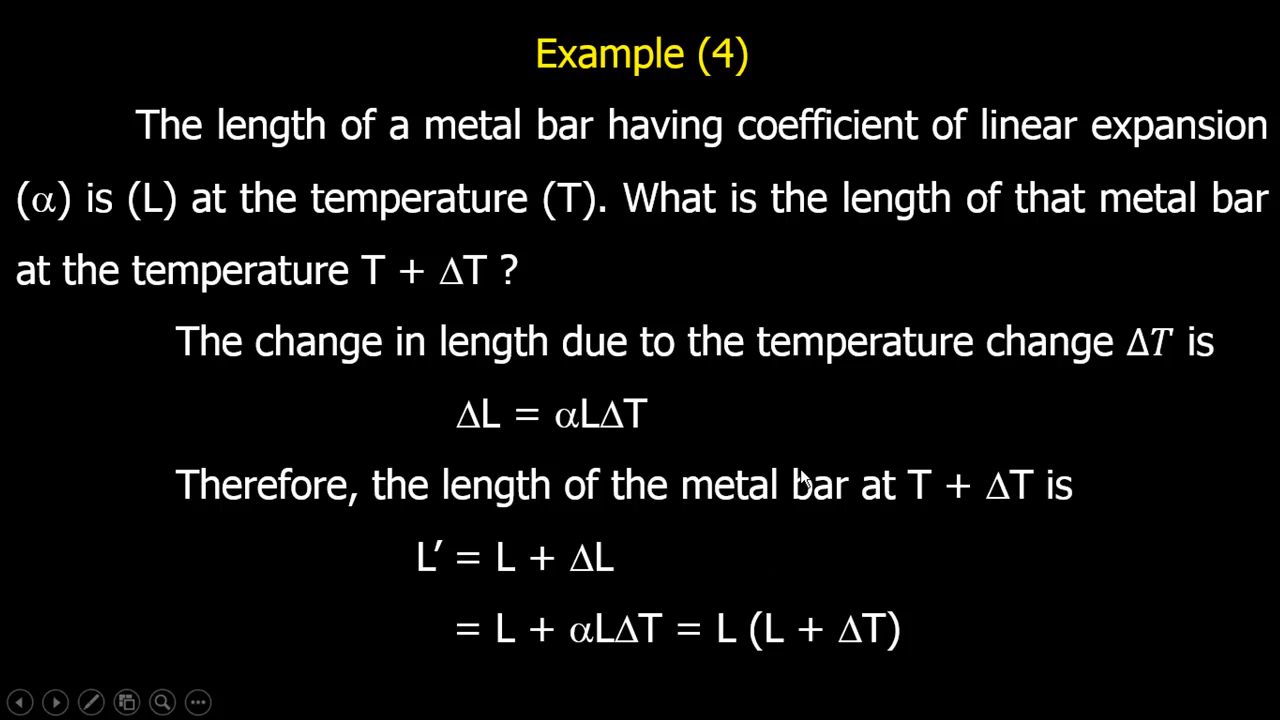 Example (4)
The length of a metal bar having coefficient of linear expansion
(α) is (L) at the temperature (T). What is the length of that metal bar
at the temperature T + ΔT ?
The change in length due to the temperature change Δ𝑇 is
ΔL = αLΔT
Therefore, the length of the metal bar at T + ΔT is
L’ = L + ΔL
= L + αLΔT = L (L + ΔT)